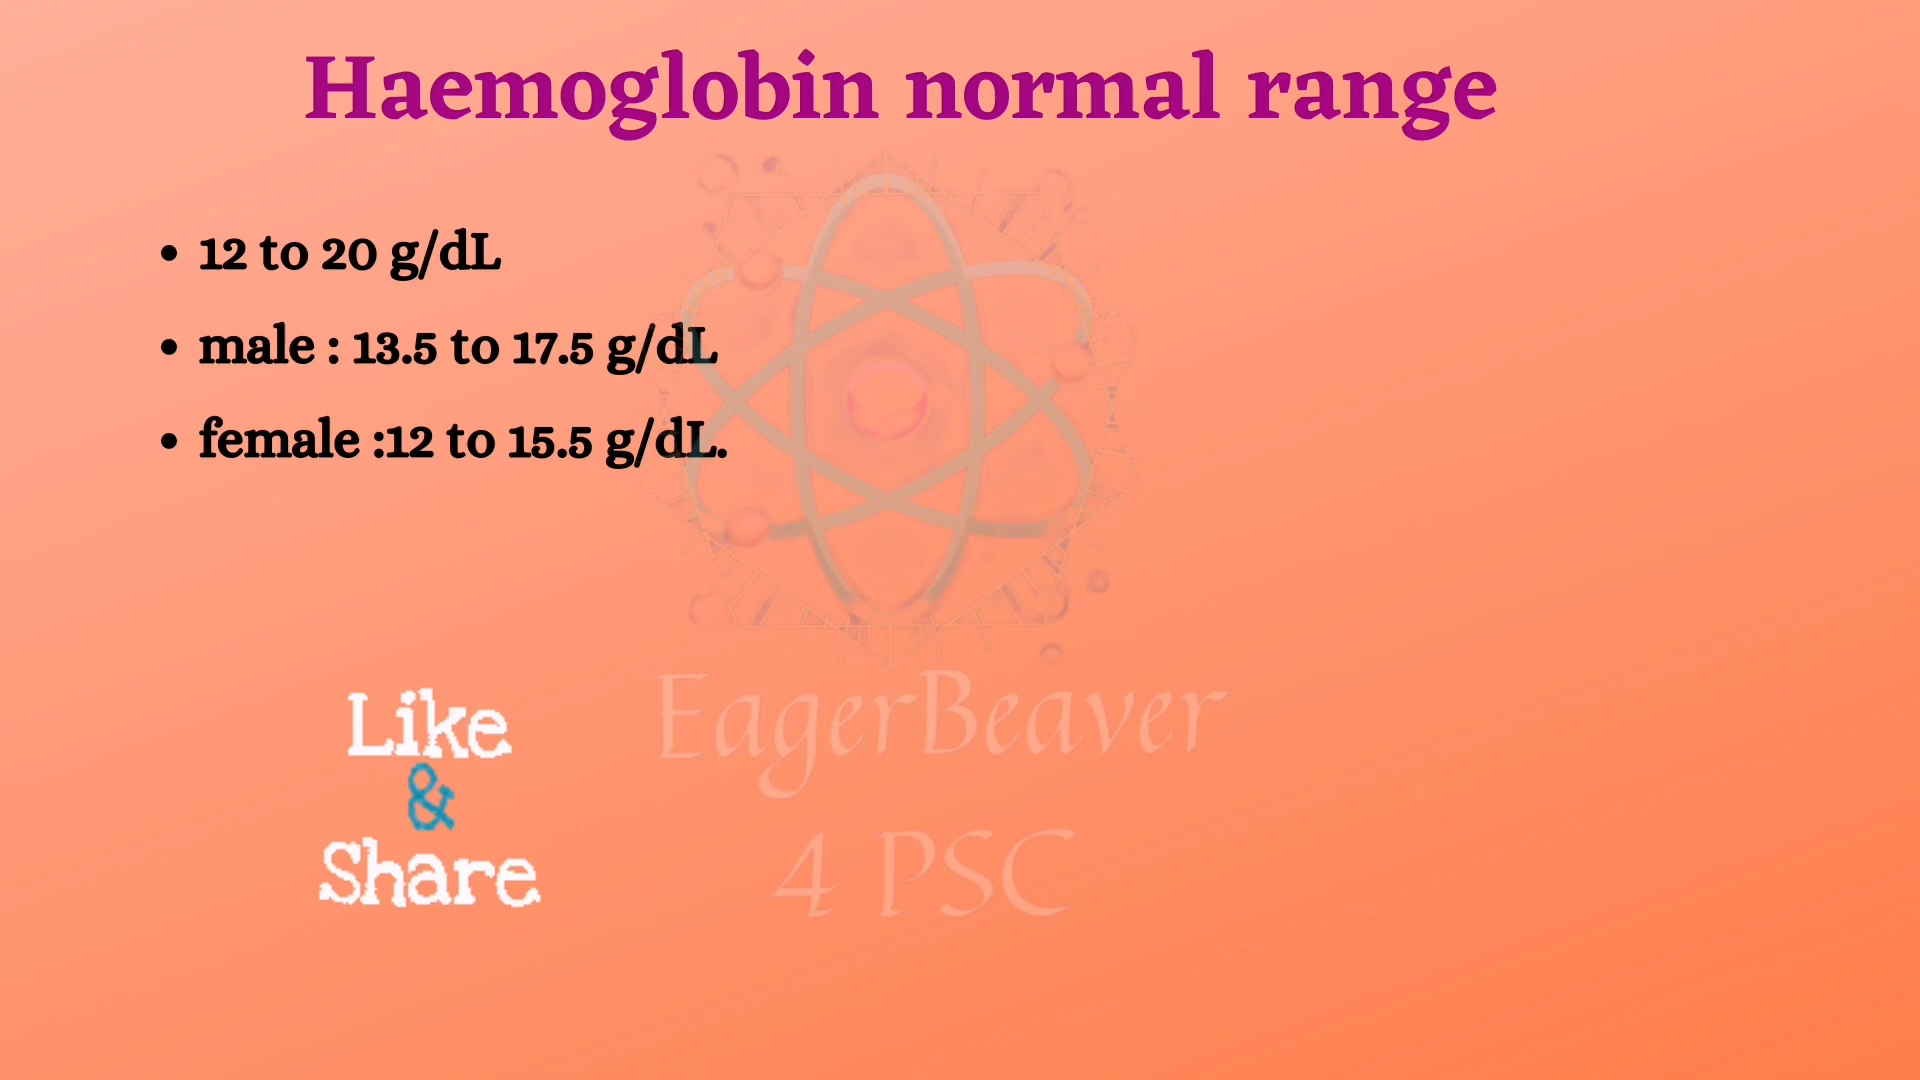 Haemoglobin normal range
• 12 to 20 g/dL
• male : 13.5 to 17.5 g/dL
• female :12 to 15.5 g/dL.
Like
&
Share
EagerBeaver
4 PSC